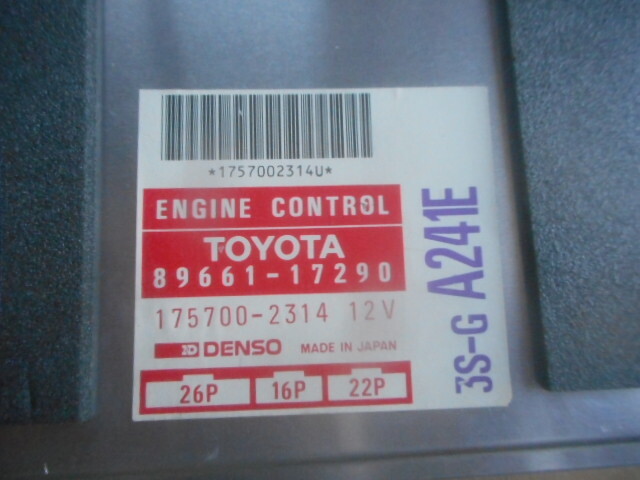 *1757002314U*
ENGINE CONTROL
TOYOTA
89661-17290
175700-2314 12V
DENSO MADE IN JAPAN
26P 16P 22P
3S-G A241E